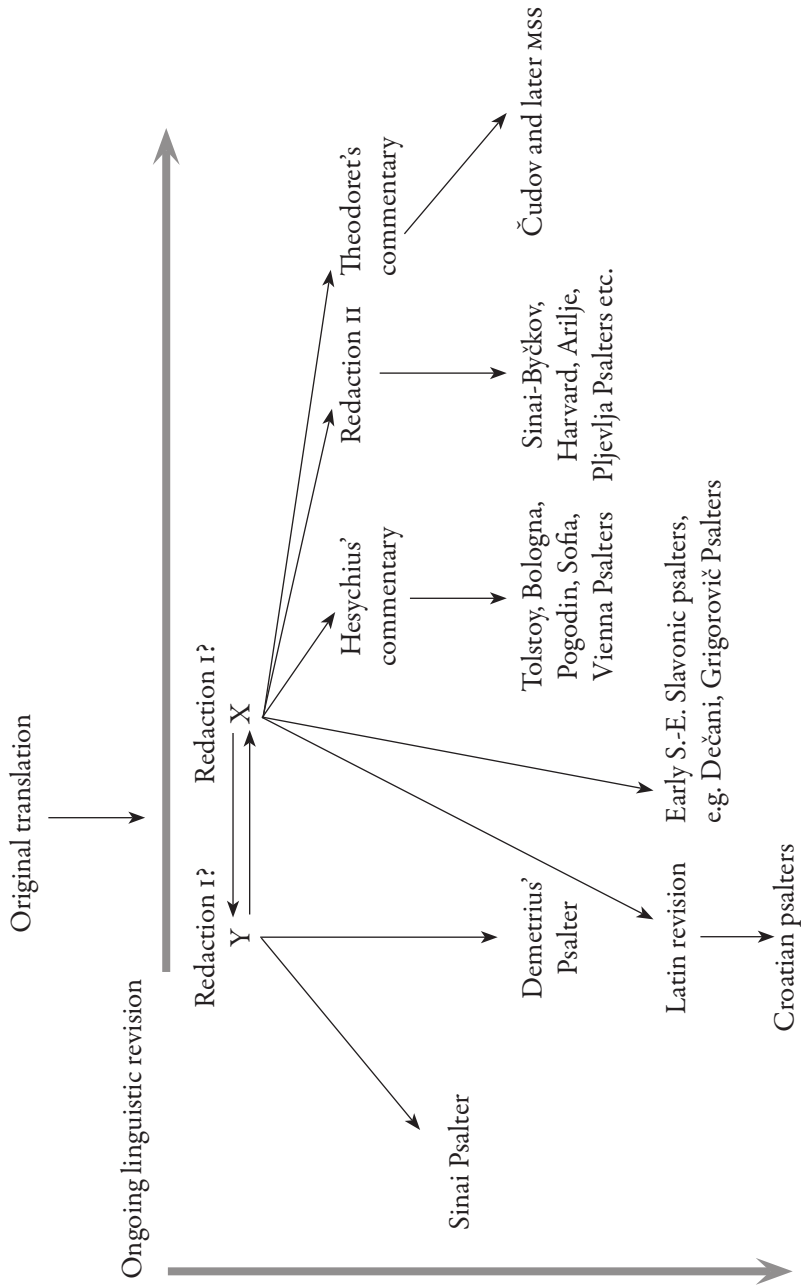 Original translation
Ongoing linguistic revision
Redaction I?
Y
Redaction I?
X
Hesychius’
commentary
Redaction II
Theodoret’s
commentary
Sinai Psalter
Demetrius’
Psalter
Tolstoy, Bologna,
Pogodin, Sofia,
Vienna Psalters
Sinai-Byčkov,
Harvard, Arilje,
Pljevlja Psalters etc.
Čudov and later MSS
Latin revision
Early S.-E. Slavonic psalters,
e.g. Dečani, Grigorovič Psalters
Croatian psalters